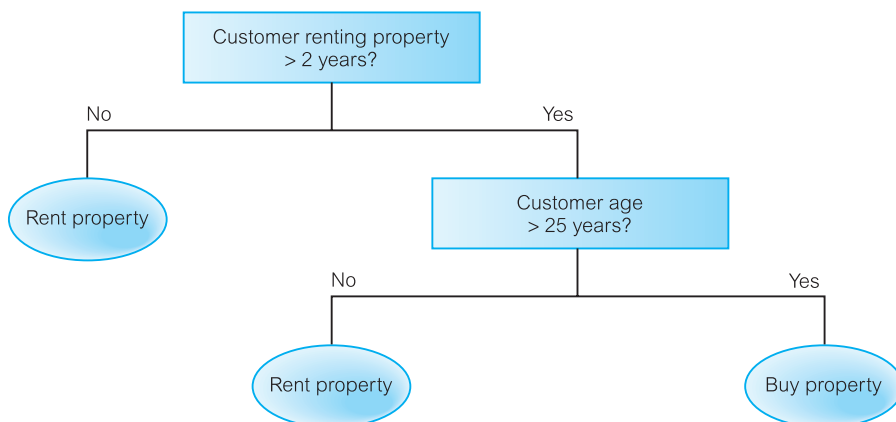 Customer renting property
> 2 years?
No
Yes
Rent property
Customer age
> 25 years?
No
Yes
Rent property
Buy property